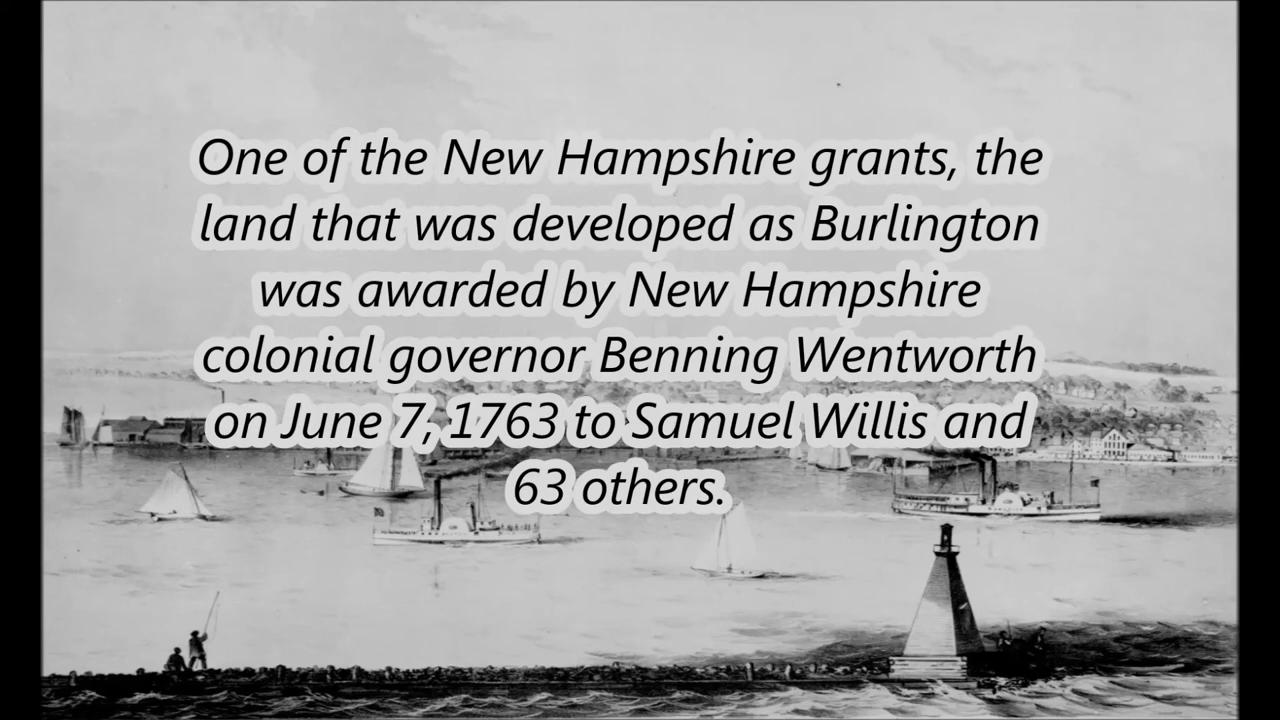 One of the New Hampshire grants, the
land that was developed as Burlington
was awarded by New Hampshire
colonial governor Benning Wentworth
on June 7, 1763 to Samuel Willis and
63 others.